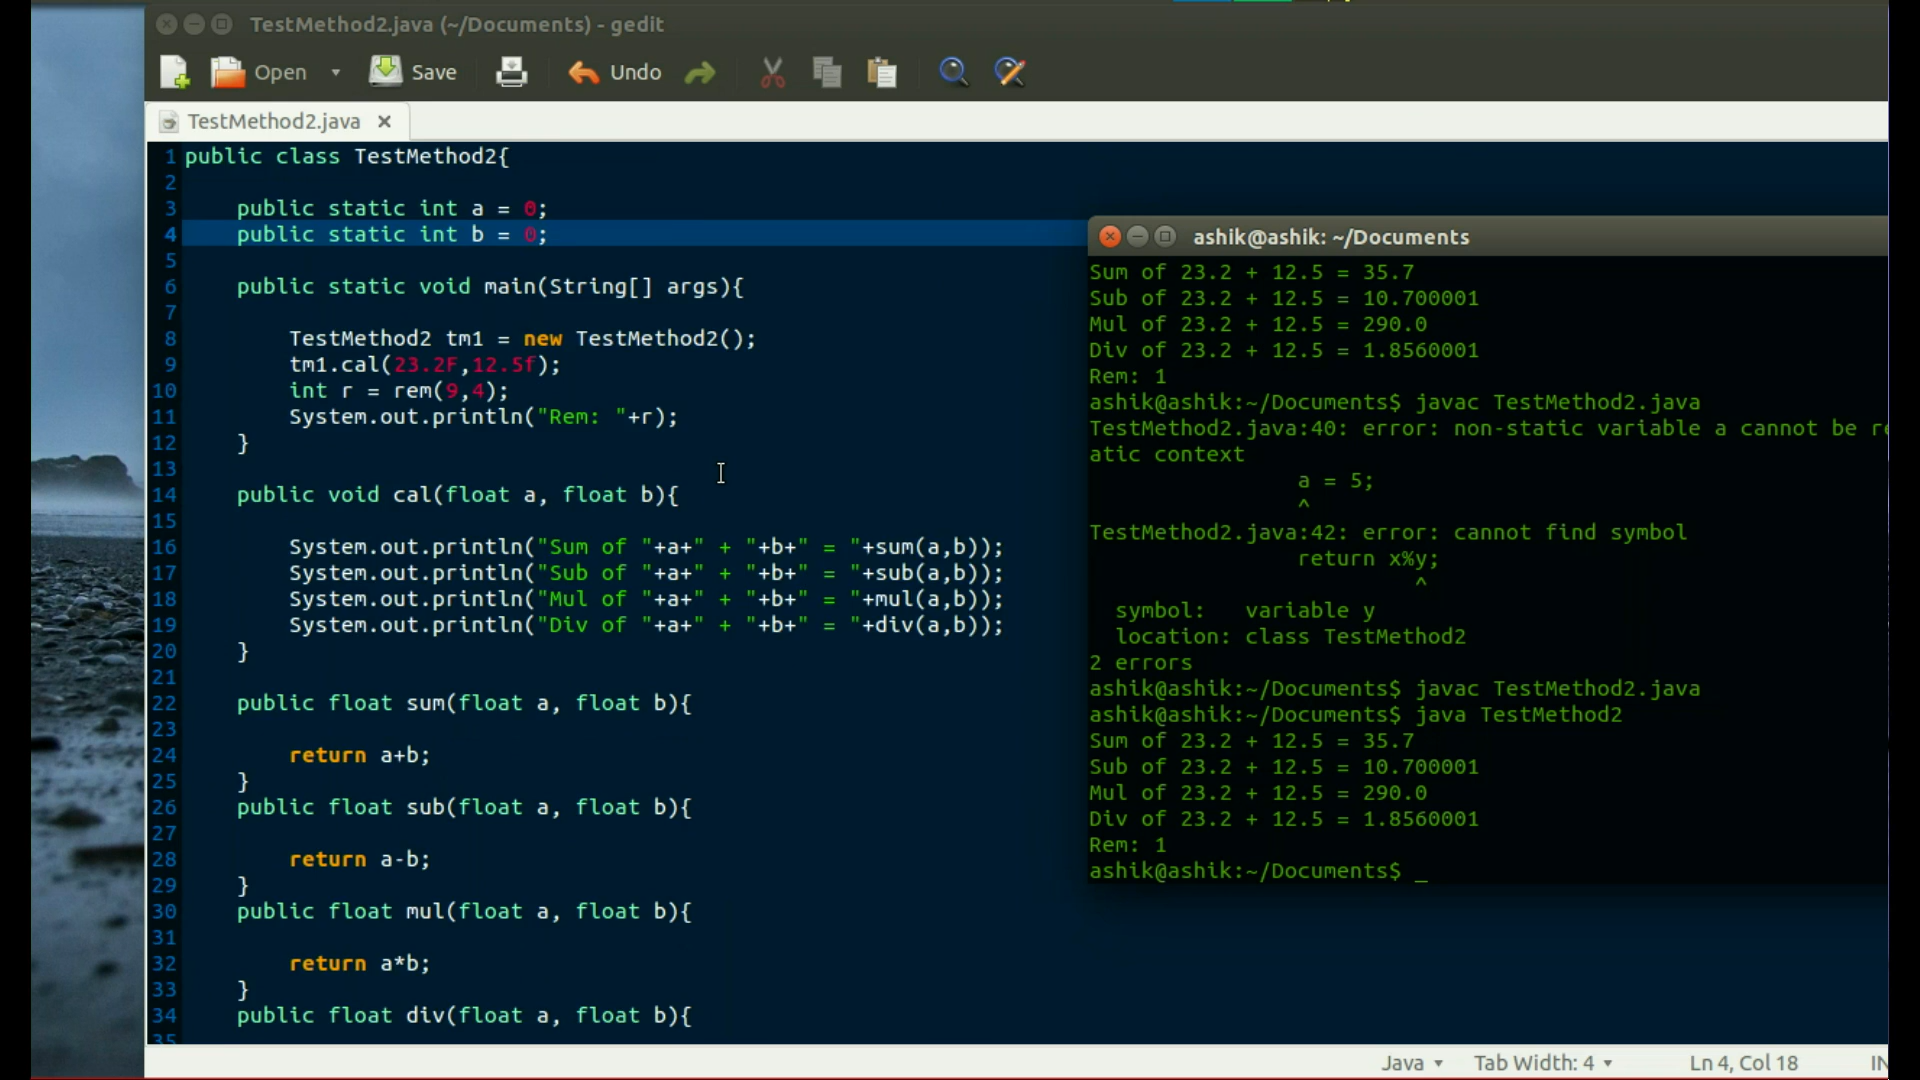 TestMethod2.java (~/Documents) - gedit
Open Save Undo
TestMethod2.java
1 public class TestMethod2{
2
3 public static int a = 0;
4 public static int b = 0;
5
6 public static void main(String[] args){
7
8 TestMethod2 tm1 = new TestMethod2();
9 tm1.cal(23.2F,12.5f);
10 int r = rem(9,4);
11 System.out.println("Rem: "+r);
12 }
13
14 public void cal(float a, float b){
15
16 System.out.println("Sum of "+a+" + "+b+" = "+sum(a,b));
17 System.out.println("Sub of "+a+" + "+b+" = "+sub(a,b));
18 System.out.println("Mul of "+a+" + "+b+" = "+mul(a,b));
19 System.out.println("Div of "+a+" + "+b+" = "+div(a,b));
20 }
21
22 public float sum(float a, float b){
23
24 return a+b;
25 }
26 public float sub(float a, float b){
27
28 return a-b;
29 }
30 public float mul(float a, float b){
31
32 return a*b;
33 }
34 public float div(float a, float b){
35
ashik@ashik: ~/Documents
Sum of 23.2 + 12.5 = 35.7
Sub of 23.2 + 12.5 = 10.700001
Mul of 23.2 + 12.5 = 290.0
Div of 23.2 + 12.5 = 1.8560001
Rem: 1
ashik@ashik:~/Documents$ javac TestMethod2.java
TestMethod2.java:40: error: non-static variable a cannot be
atic context
a = 5;
^
TestMethod2.java:42: error: cannot find symbol
return x%y;
^
symbol: variable y
location: class TestMethod2
2 errors
ashik@ashik:~/Documents$ javac TestMethod2.java
ashik@ashik:~/Documents$ java TestMethod2
Sum of 23.2 + 12.5 = 35.7
Sub of 23.2 + 12.5 = 10.700001
Mul of 23.2 + 12.5 = 290.0
Div of 23.2 + 12.5 = 1.8560001
Rem: 1
ashik@ashik:~/Documents$ _
Java Tab Width: 4 Ln 4, Col 18